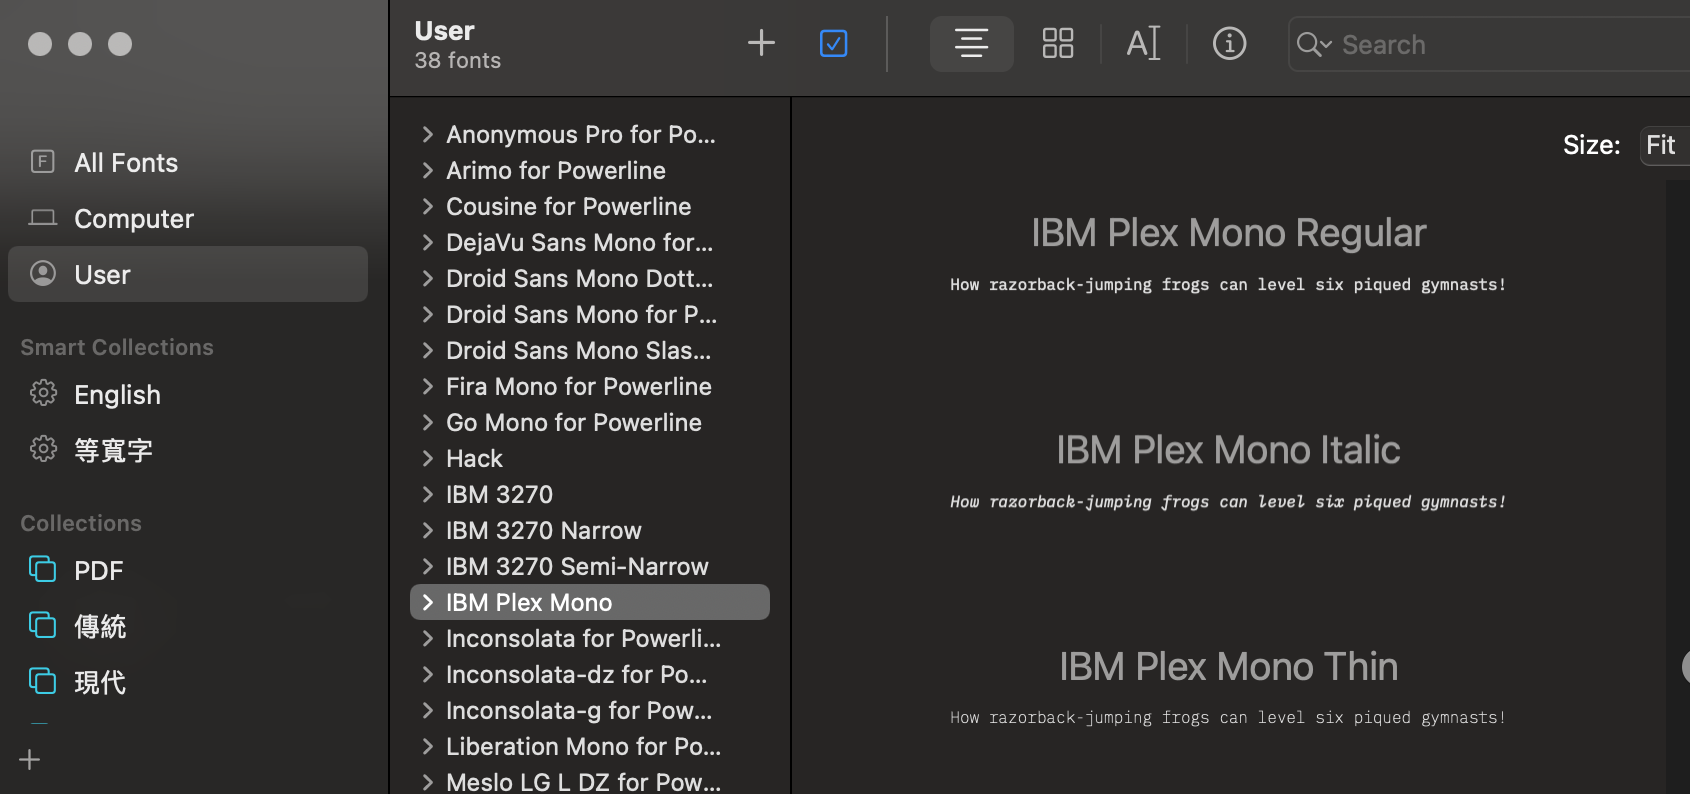 User
38 fonts
Search
All Fonts
Computer
User
Smart Collections
English
等寬字
Collections
PDF
傳統
現代
Anonymous Pro for Po...
Arimo for Powerline
Cousine for Powerline
DejaVu Sans Mono for...
Droid Sans Mono Dott...
Droid Sans Mono for P...
Droid Sans Mono Slas...
Fira Mono for Powerline
Go Mono for Powerline
Hack
IBM 3270
IBM 3270 Narrow
IBM 3270 Semi-Narrow
IBM Plex Mono
Inconsolata for Powerli...
Inconsolata-dz for Po...
Inconsolata-g for Pow...
Liberation Mono for Po...
Meslo LG L DZ for Pow...
Size: Fit
IBM Plex Mono Regular
How razorback-jumping frogs can level six piqued gymnasts!
IBM Plex Mono Italic
How razorback-jumping frogs can level six piqued gymnasts!
IBM Plex Mono Thin
How razorback-jumping frogs can level six piqued gymnasts!